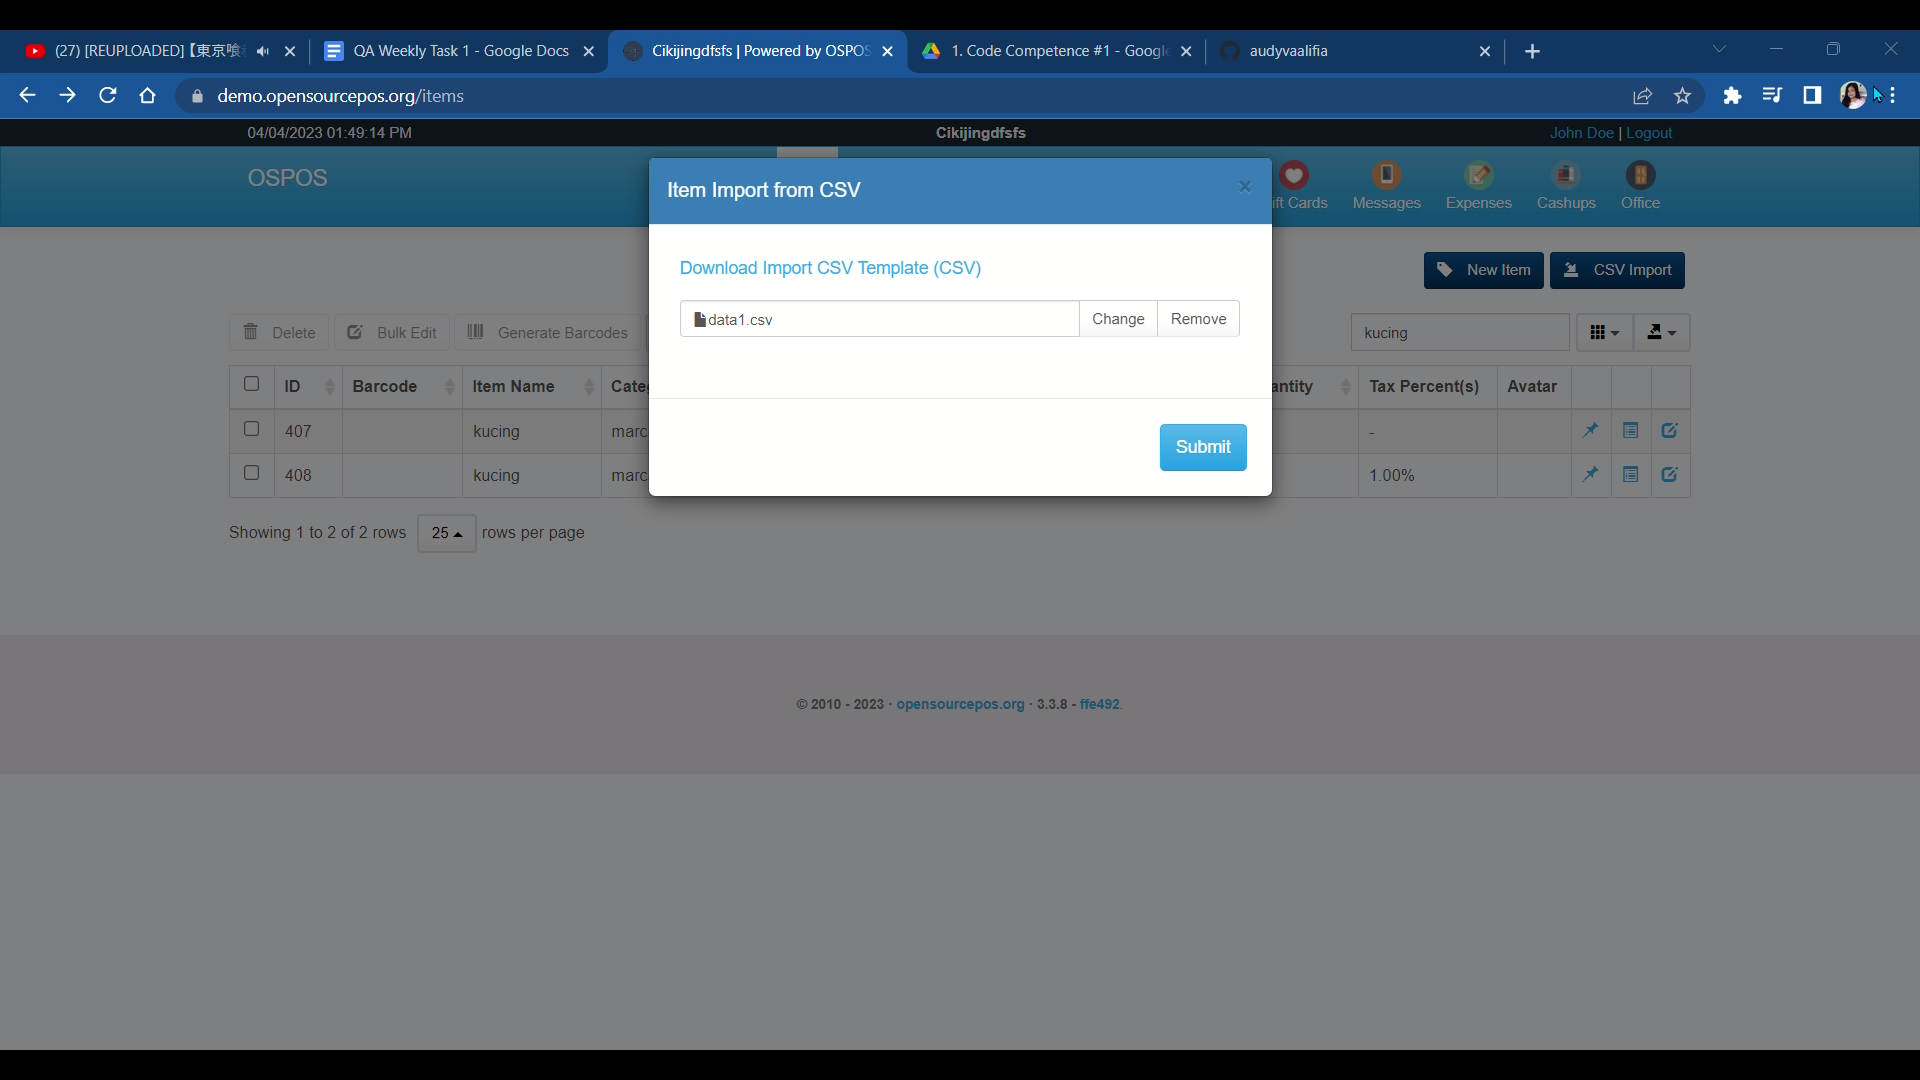 (27) [REUPLOADED]【東京喰
QA Weekly Task 1 - Google Docs
Cikijingdfsfs | Powered by OSPOS
1. Code Competence #1 - Google
audyvaalifia
demo.opensourcepos.org/items
04/04/2023 01:49:14 PM
Cikijingdfsfs
John Doe | Logout
OSPOS
ift Cards
Messages
Expenses
Cashups
Office
Item Import from CSV
×
Download Import CSV Template (CSV)
data1.csv
Change
Remove
Submit
New Item
CSV Import
Delete
Bulk Edit
Generate Barcodes
kucing
ID
Barcode
Item Name
Cate
antity
Tax Percent(s)
Avatar
407
kucing
marc
-
408
kucing
marc
1.00%
Showing 1 to 2 of 2 rows 25 rows per page
© 2010 - 2023 · opensourcepos.org · 3.3.8 - ffe492.